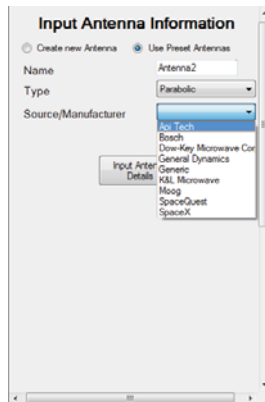 Input Antenna Information
Create new Antenna Use Preset Antennas
Name Antenna2
Type Parabolic
Source/Manufacturer
Api Tech
Bosch
Dow-Key Microwave Cor
General Dynamics
Generic
K&L Microwave
Moog
SpaceQuest
SpaceX
Input Anten
Details